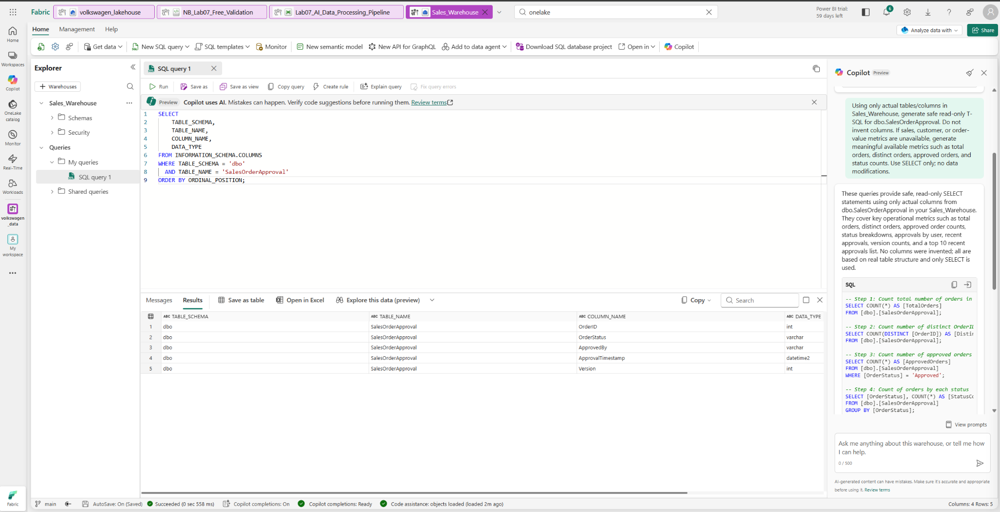 Fabric
volkswagen_lakehouse
NB_Lab07_Free_Validation
Lab07_AI_Data_Processing_Pipeline
Sales_Warehouse
onelake
Power BI trial:
59 days left
6
Home
Management
Help
Analyze data with
Share
Get data
New SQL query
SQL templates
Monitor
New semantic model
New API for GraphQL
Add to data agent
Download SQL database project
Open in
Copilot
Home
Workspaces
Copilot
OneLake
catalog
Monitor
Real-Time
Workloads
volkswagen
_data
My
workspace
Fabric
Explorer
Warehouses
Sales_Warehouse
Schemas
Security
Queries
My queries
SQL query 1
Shared queries
SQL query 1
Run
Save as
Save as view
Copy query
Create rule
Explain query
Fix query errors
Preview
Copilot uses AI. Mistakes can happen. Verify code suggestions before running them. Review terms
1 SELECT
2 TABLE_SCHEMA,
3 TABLE_NAME,
4 COLUMN_NAME,
5 DATA_TYPE
6 FROM INFORMATION_SCHEMA.COLUMNS
7 WHERE TABLE_SCHEMA = 'dbo'
8 AND TABLE_NAME = 'SalesOrderApproval'
9 ORDER BY ORDINAL_POSITION;
Messages
Results
Save as table
Open in Excel
Explore this data (preview)
Copy
Search
ABC TABLE_SCHEMA ABC TABLE_NAME ABC COLUMN_NAME ABC DATA_TYPE
1 dbo SalesOrderApproval OrderID int
2 dbo SalesOrderApproval OrderStatus varchar
3 dbo SalesOrderApproval ApprovedBy varchar
4 dbo SalesOrderApproval ApprovalTimestamp datetime2
5 dbo SalesOrderApproval Version int
Copilot Preview
Using only actual tables/columns in
Sales_Warehouse, generate safe read-only T-
SQL for dbo.SalesOrderApproval. Do not
invent columns. If sales, customer, or order-
value metrics are unavailable, generate
meaningful available metrics such as total
orders, distinct orders, approved orders, and
status counts. Use SELECT only; no data
modifications.
These queries provide safe, read-only SELECT
statements using only actual columns from
dbo.SalesOrderApproval in your Sales_Warehouse.
They cover key operational metrics such as total
orders, distinct orders, approved order counts,
status breakdowns, approvals by user, recent
approvals, version counts, and a top 10 recent
approvals list. No columns were invented; all are
based on real table structure and only SELECT is
used.
SQL
-- Step 1: Count total number of orders in
SELECT COUNT(*) AS [TotalOrders]
FROM [dbo].[SalesOrderApproval];
-- Step 2: Count number of distinct OrderID
SELECT COUNT(DISTINCT [OrderID]) AS [Distin
FROM [dbo].[SalesOrderApproval];
-- Step 3: Count number of approved orders
SELECT COUNT(*) AS [ApprovedOrders]
FROM [dbo].[SalesOrderApproval]
WHERE [OrderStatus] = 'Approved';
-- Step 4: Count of orders by each status
SELECT [OrderStatus], COUNT(*) AS [StatusCo
FROM [dbo].[SalesOrderApproval]
GROUP BY [OrderStatus];
View prompts
Ask me anything about this warehouse, or tell me how
I can help.
0 / 500
AI-generated content can have mistakes. Make sure it's accurate and appropriate
before using it. Review terms
main
AutoSave: On (Saved)
Succeeded (0 sec 558 ms)
Copilot completions: On
Copilot completions: Ready
Code assistance: objects loaded (loaded 2m ago)
Columns: 4 Rows: 5